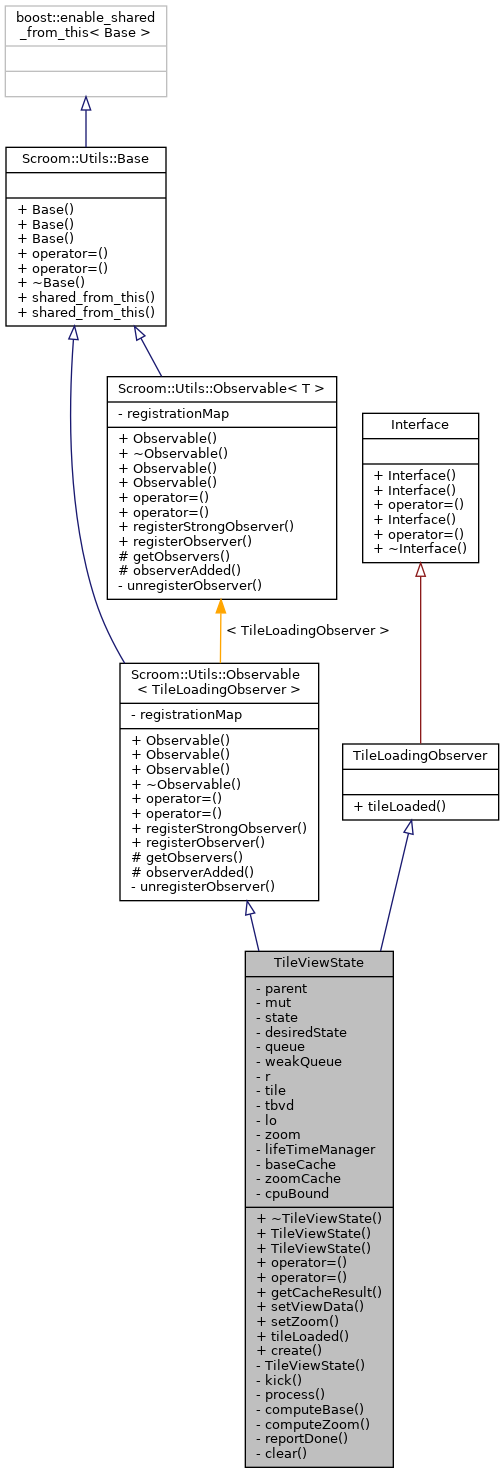 boost::enable_shared
_from_this< Base >
Scroom::Utils::Base
+ Base()
+ Base()
+ Base()
+ operator=()
+ operator=()
+ ~Base()
+ shared_from_this()
+ shared_from_this()
Scroom::Utils::Observable< T >
- registrationMap
+ Observable()
+ ~Observable()
+ Observable()
+ Observable()
+ operator=()
+ operator=()
+ registerStrongObserver()
+ registerObserver()
# getObservers()
# observerAdded()
- unregisterObserver()
Interface
+ Interface()
+ Interface()
+ operator=()
+ Interface()
+ operator=()
+ ~Interface()
< TileLoadingObserver >
Scroom::Utils::Observable
< TileLoadingObserver >
- registrationMap
+ Observable()
+ Observable()
+ Observable()
+ ~Observable()
+ operator=()
+ operator=()
+ registerStrongObserver()
+ registerObserver()
# getObservers()
# observerAdded()
- unregisterObserver()
TileLoadingObserver
+ tileLoaded()
TileViewState
- parent
- mut
- state
- desiredState
- queue
- weakQueue
- r
- tile
- tbvd
- lo
- zoom
- lifeTimeManager
- baseCache
- zoomCache
- cpuBound
+ ~TileViewState()
+ TileViewState()
+ TileViewState()
+ operator=()
+ operator=()
+ getCacheResult()
+ setViewData()
+ setZoom()
+ tileLoaded()
+ create()
- TileViewState()
- kick()
- process()
- computeBase()
- computeZoom()
- reportDone()
- clear()